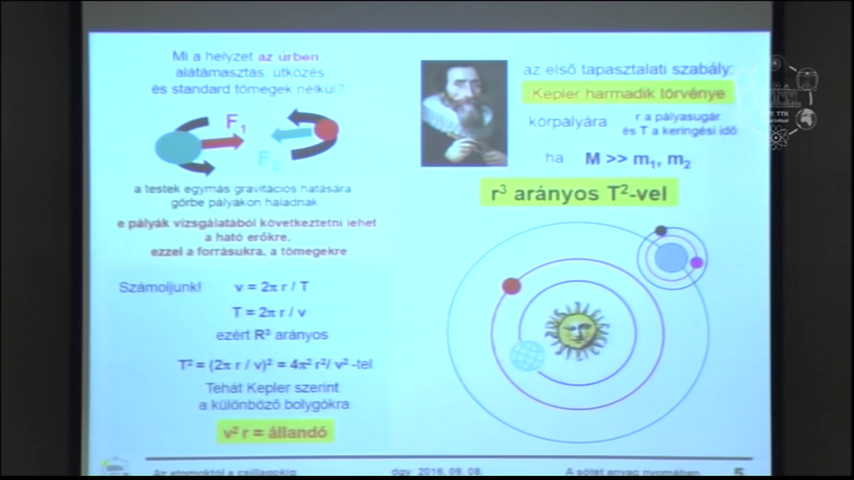 Mi a helyzet az űrben
alátámasztás, ütközés
és standard tömegek nélkül?
F1
F2
a testek egymás gravitációs hatására
görbe pályákon haladnak
e pályák vizsgálatából következtetni lehet
a ható erőkre,
ezzel a forrásukra, a tömegekre
Számoljunk!
v = 2π r / T
T = 2π r / v
ezért R³ arányos
T² = (2π r / v)² = 4π² r²/ v² -tel
Tehát Kepler szerint
a különböző bolygókra
v² r = állandó
az első tapasztalati szabály:
Kepler harmadik törvénye
körpályára
r a pályasugár
és T a keringési idő
ha M >> m₁, m₂
r³ arányos T²-vel
Az atomoktól a csillagokig
dgy 2016. 09. 08.
A sötét anyag nyomában
5